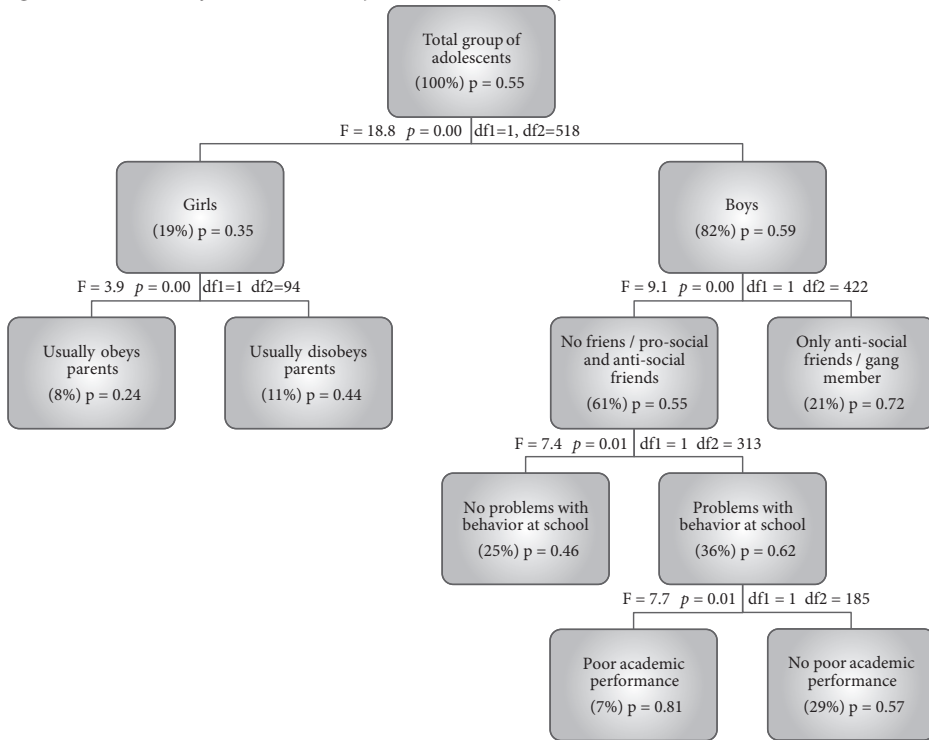 Total group of
adolescents
(100%) p = 0.55
F = 18.8 p = 0.00 df1=1, df2=518
Girls
(19%) p = 0.35
Boys
(82%) p = 0.59
F = 3.9 p = 0.00 df1=1 df2=94
F = 9.1 p = 0.00 df1 = 1 df2 = 422
Usually obeys
parents
(8%) p = 0.24
Usually disobeys
parents
(11%) p = 0.44
No friens / pro-social
and anti-social
friends
(61%) p = 0.55
Only anti-social
friends / gang
member
(21%) p = 0.72
F = 7.4 p = 0.01 df1 = 1 df2 = 313
No problems with
behavior at school
(25%) p = 0.46
Problems with
behavior at school
(36%) p = 0.62
F = 7.7 p = 0.01 df1 = 1 df2 = 185
Poor academic
performance
(7%) p = 0.81
No poor academic
performance
(29%) p = 0.57